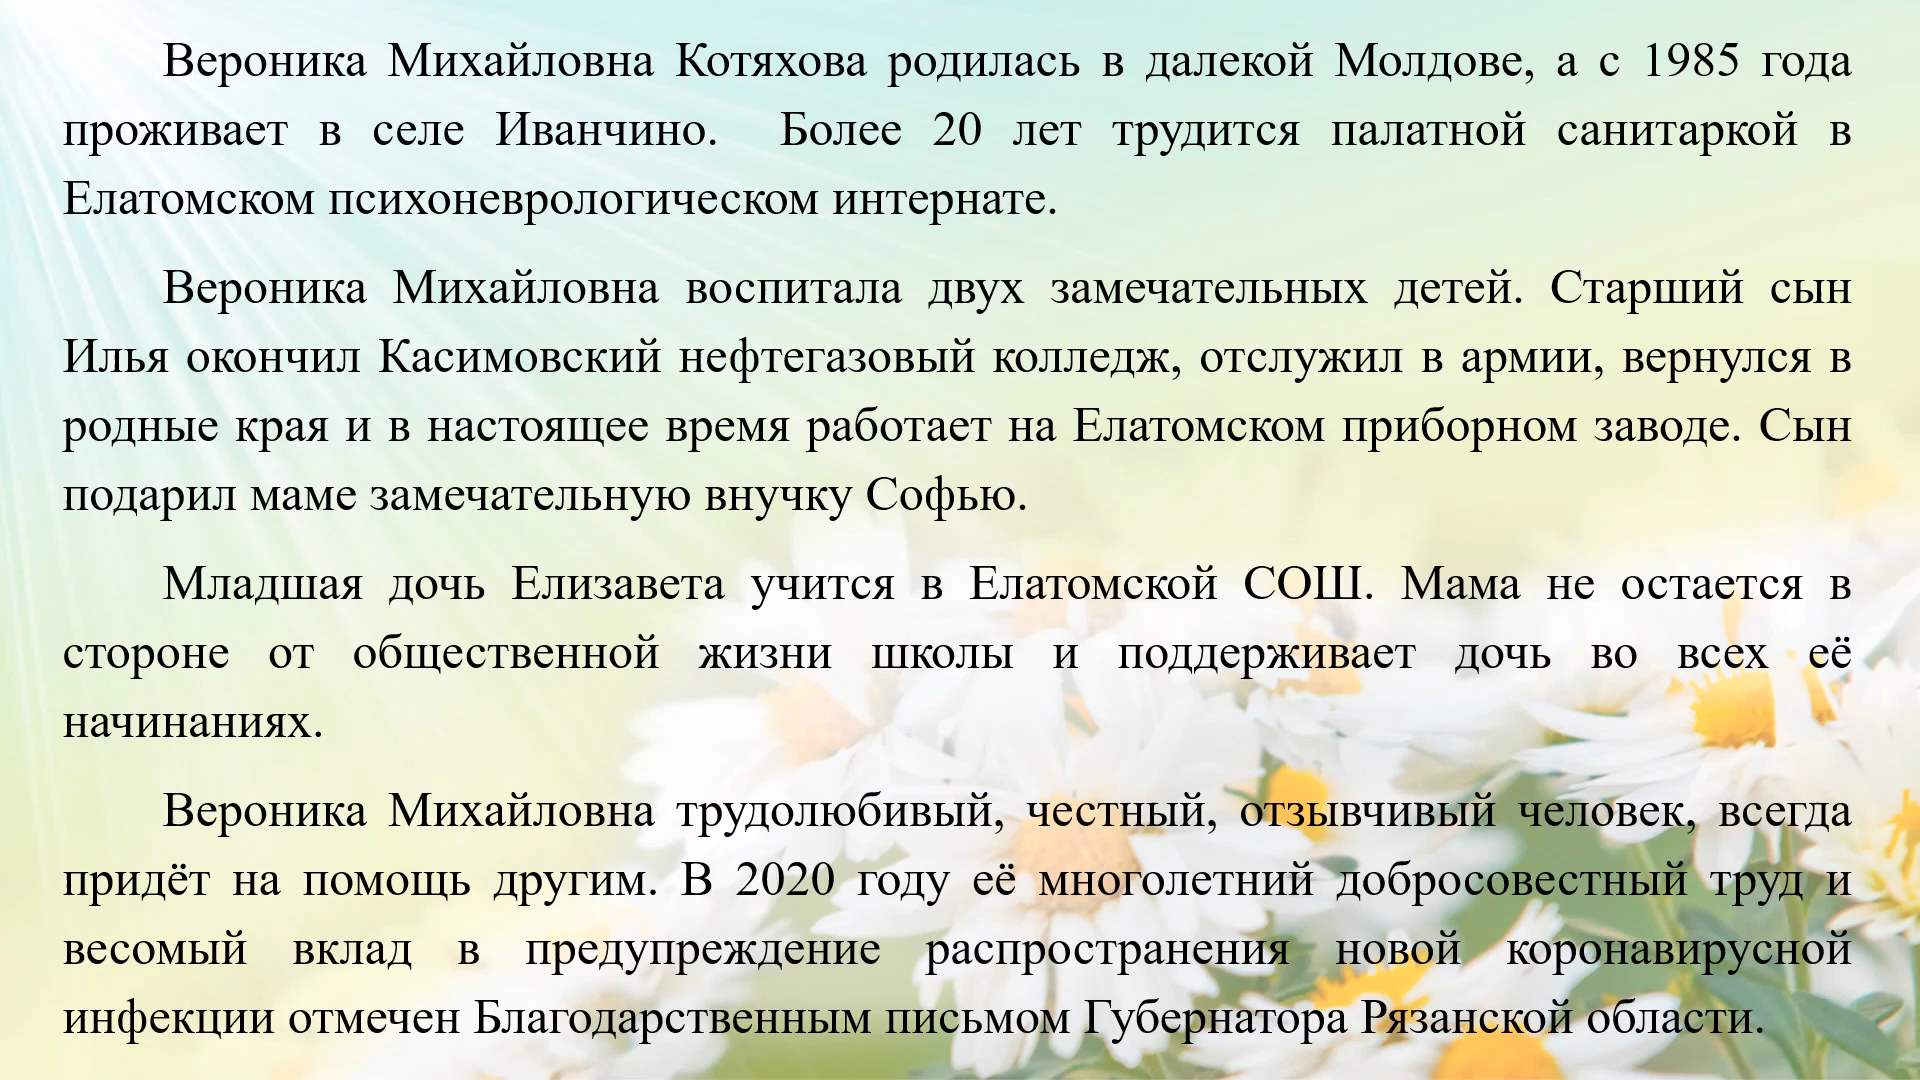 Вероника Михайловна Котяхова родилась в далекой Молдове, а с 1985 года
проживает в селе Иванчино. Более 20 лет трудится палатной санитаркой в
Елатомском психоневрологическом интернате.
Вероника Михайловна воспитала двух замечательных детей. Старший сын
Илья окончил Касимовский нефтегазовый колледж, отслужил в армии, вернулся в
родные края и в настоящее время работает на Елатомском приборном заводе. Сын
подарил маме замечательную внучку Софью.
Младшая дочь Елизавета учится в Елатомской СОШ. Мама не остается в
стороне от общественной жизни школы и поддерживает дочь во всех её
начинаниях.
Вероника Михайловна трудолюбивый, честный, отзывчивый человек, всегда
придёт на помощь другим. В 2020 году её многолетний добросовестный труд и
весомый вклад в предупреждение распространения новой коронавирусной
инфекции отмечен Благодарственным письмом Губернатора Рязанской области.